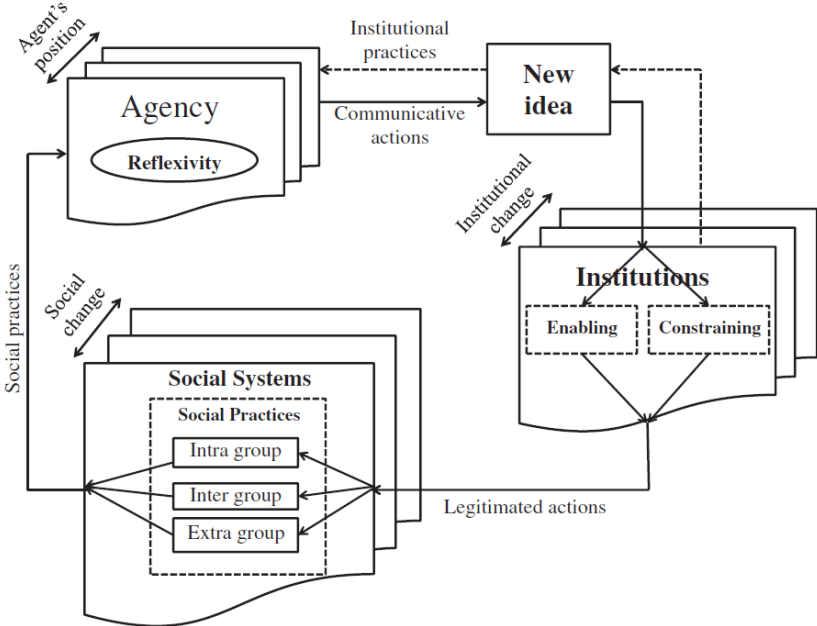 Agent's
position
Institutional
practices
New
idea
Agency
Communicative
actions
Reflexivity
Institutional
change
Institutions
Enabling
Constraining
Social practices
Social
change
Social Systems
Social Practices
Intra group
Inter group
Extra group
Legitimated actions